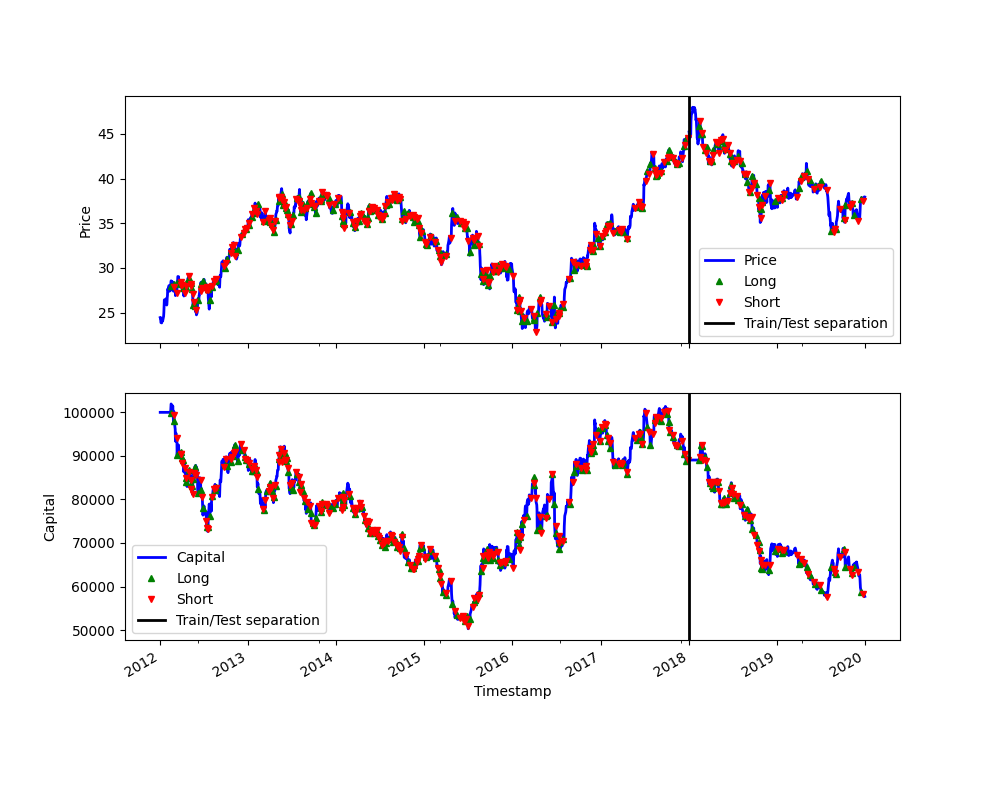 45
40
35
30
25
Price
Price
Long
Short
Train/Test separation
100000
90000
80000
70000
60000
50000
Capital
Capital
Long
Short
Train/Test separation
2012
2013
2014
2015
2016
2017
2018
2019
2020
Timestamp